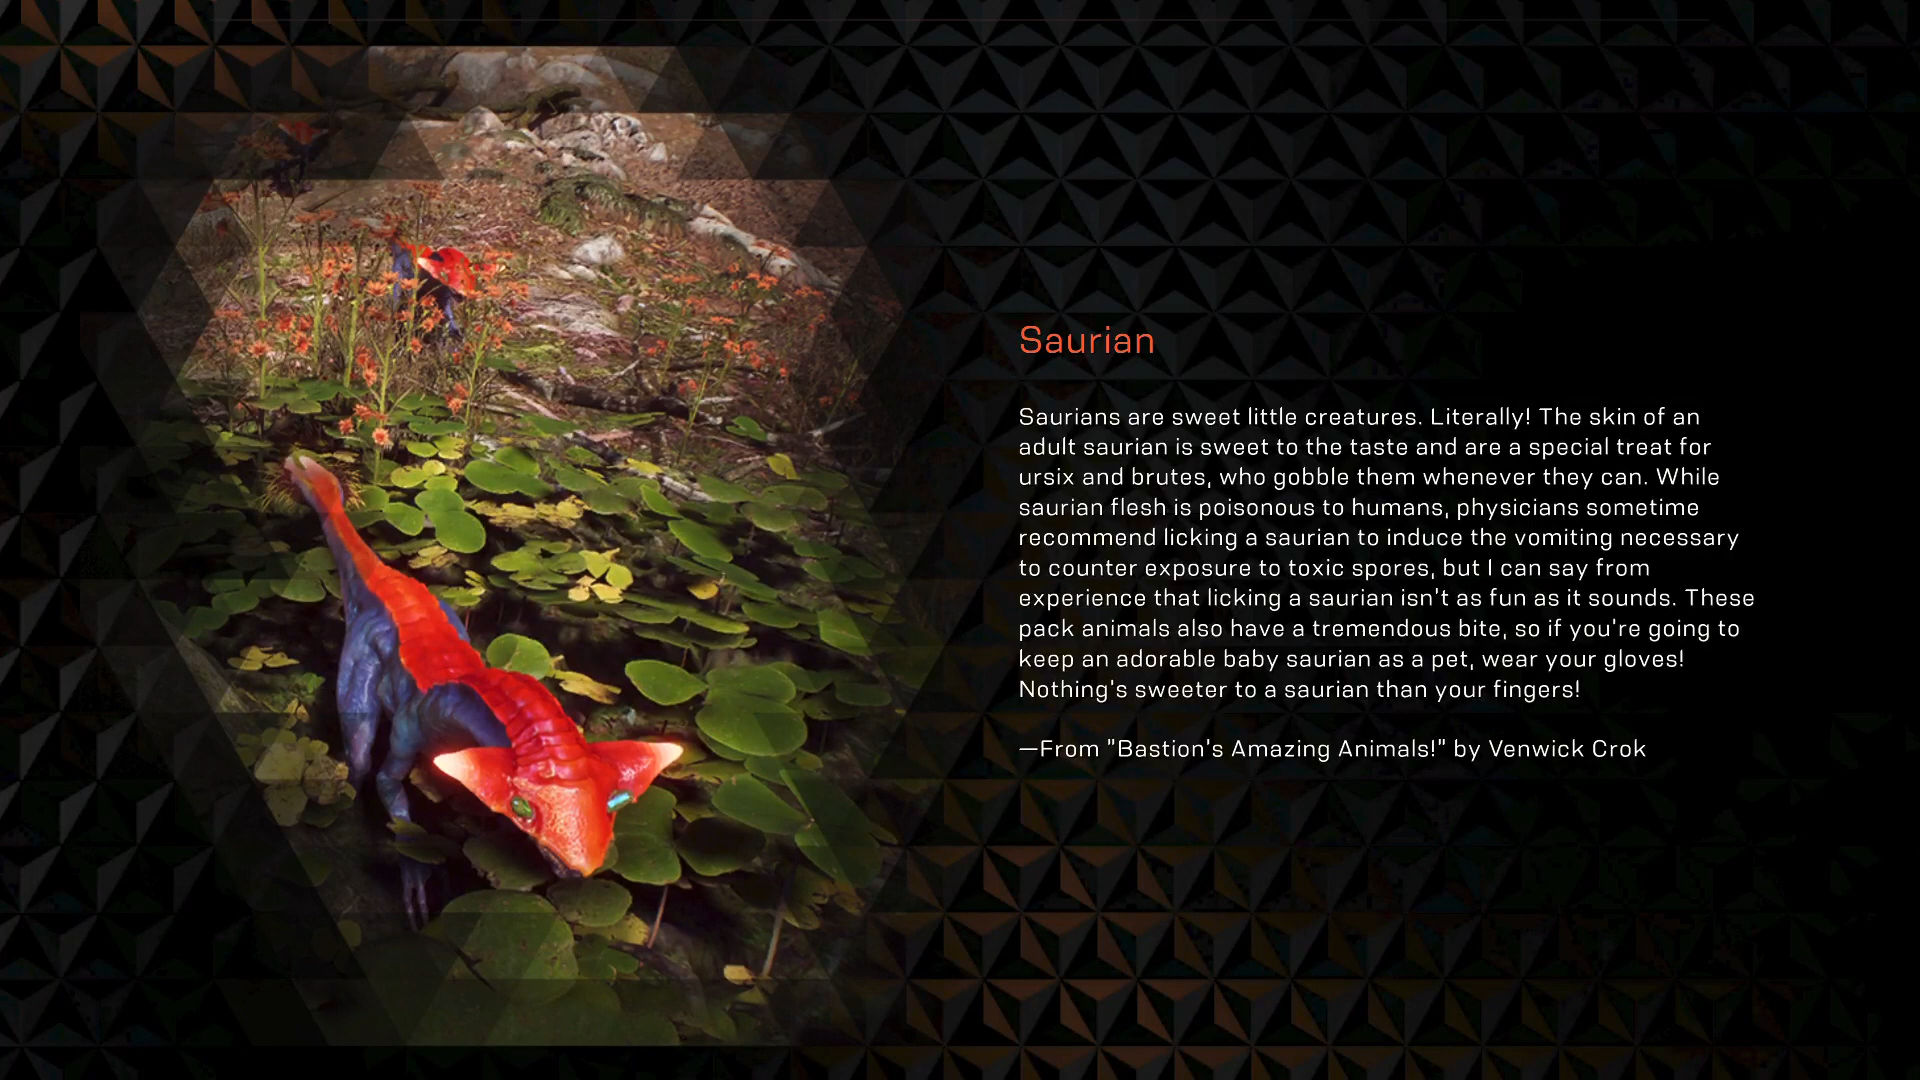 Saurian
Saurians are sweet little creatures. Literally! The skin of an
adult saurian is sweet to the taste and are a special treat for
ursix and brutes, who gobble them whenever they can. While
saurian flesh is poisonous to humans, physicians sometime
recommend licking a saurian to induce the vomiting necessary
to counter exposure to toxic spores, but I can say from
experience that licking a saurian isn't as fun as it sounds. These
pack animals also have a tremendous bite, so if you're going to
keep an adorable baby saurian as a pet, wear your gloves!
Nothing's sweeter to a saurian than your fingers!
—From "Bastion's Amazing Animals!" by Venwick Crok